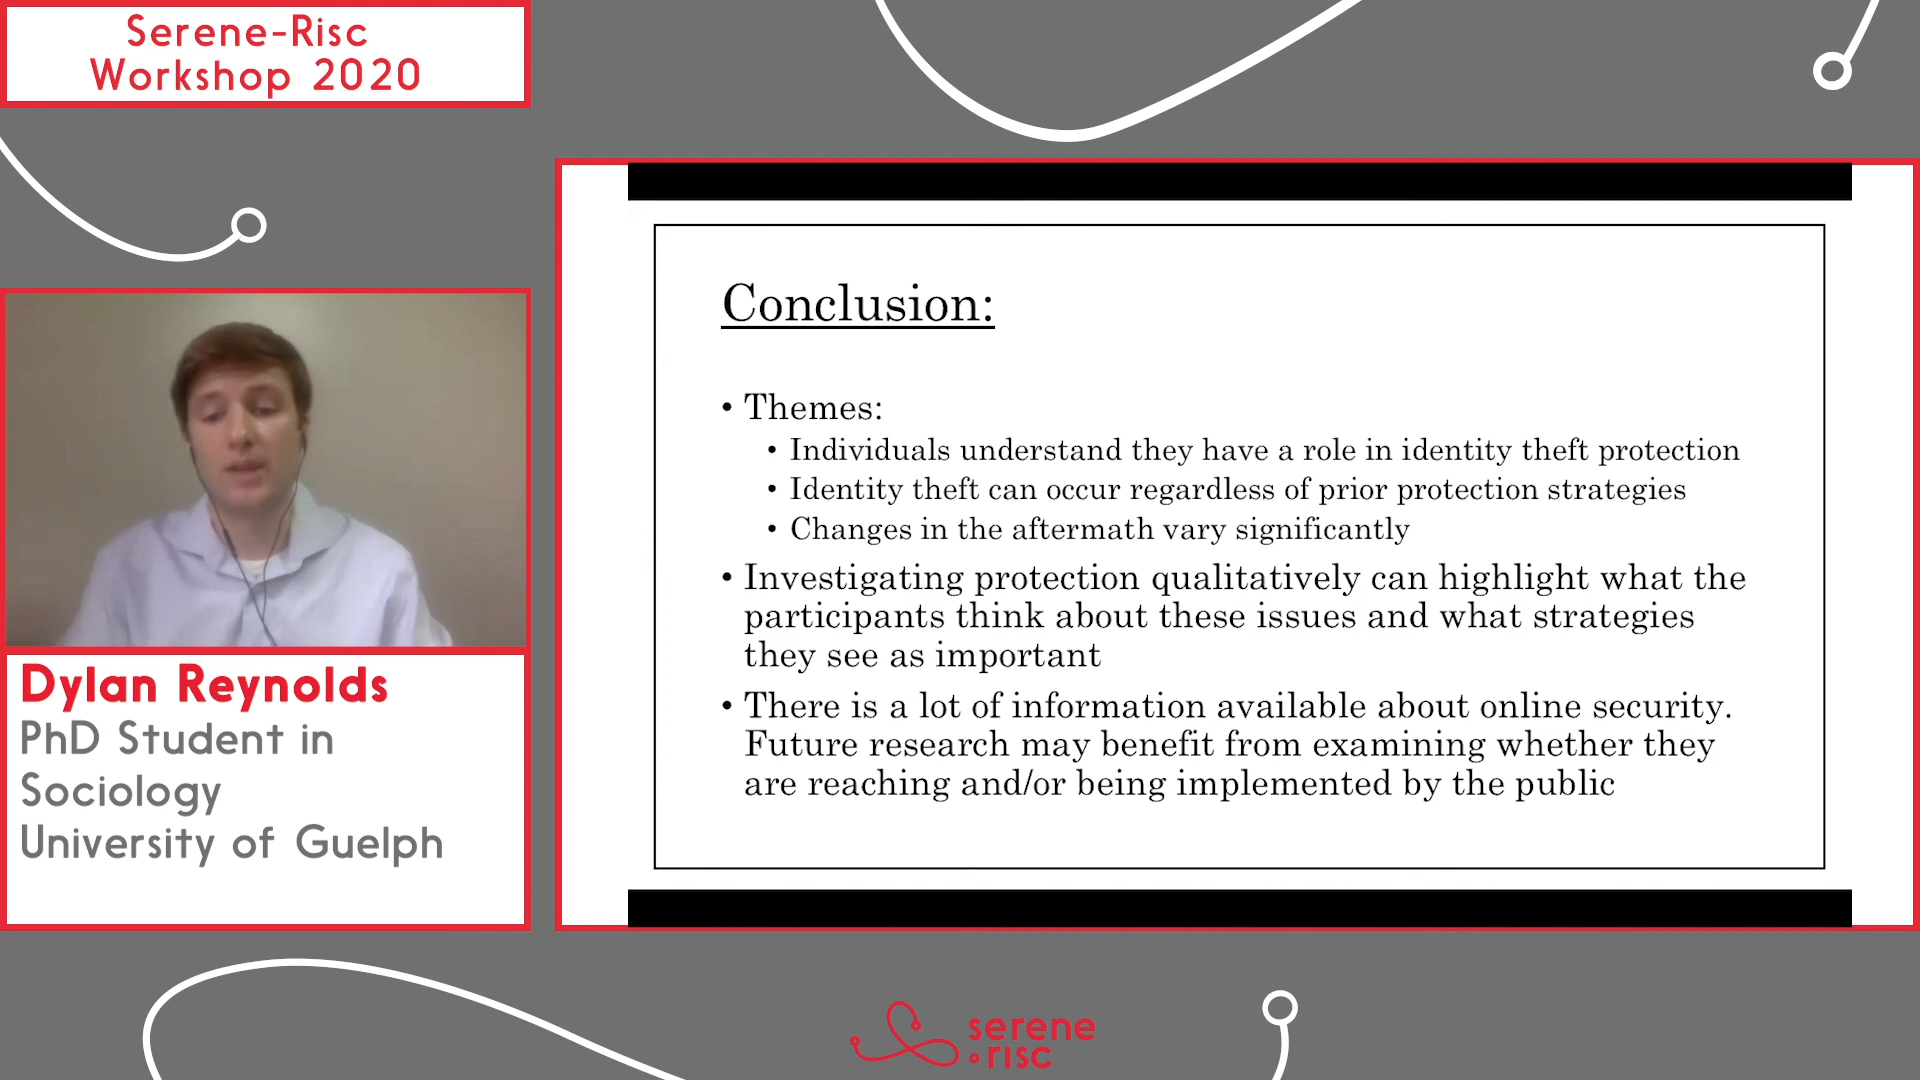 Serene-Risc
Workshop 2020
Dylan Reynolds
PhD Student in
Sociology
University of Guelph
Conclusion:
• Themes:
• Individuals understand they have a role in identity theft protection
• Identity theft can occur regardless of prior protection strategies
• Changes in the aftermath vary significantly
• Investigating protection qualitatively can highlight what the
participants think about these issues and what strategies
they see as important
• There is a lot of information available about online security.
Future research may benefit from examining whether they
are reaching and/or being implemented by the public
serene
risc